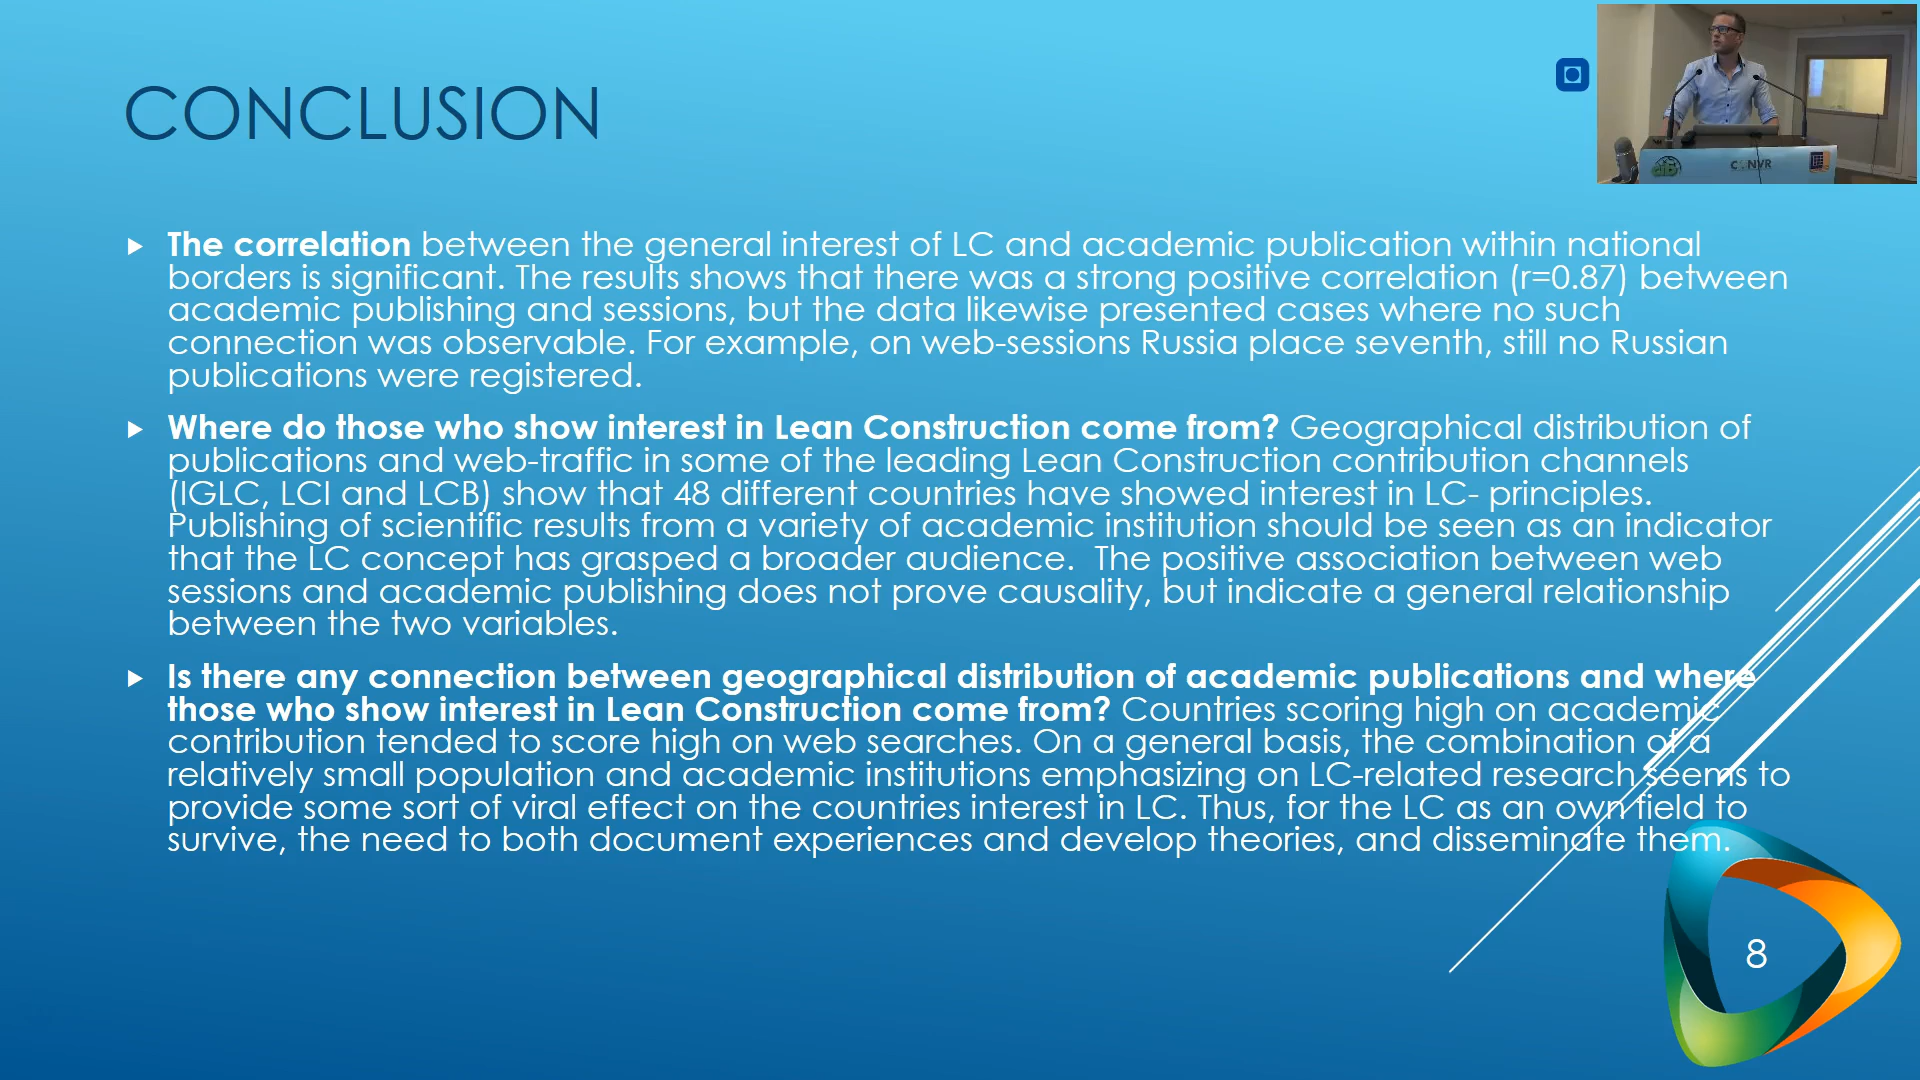 CONCLUSION
The correlation between the general interest of LC and academic publication within national
borders is significant. The results shows that there was a strong positive correlation (r=0.87) between
academic publishing and sessions, but the data likewise presented cases where no such
connection was observable. For example, on web-sessions Russia place seventh, still no Russian
publications were registered.
Where do those who show interest in Lean Construction come from? Geographical distribution of
publications and web-traffic in some of the leading Lean Construction contribution channels
(IGLC, LCI and LCB) show that 48 different countries have showed interest in LC- principles.
Publishing of scientific results from a variety of academic institution should be seen as an indicator
that the LC concept has grasped a broader audience. The positive association between web
sessions and academic publishing does not prove causality, but indicate a general relationship
between the two variables.
Is there any connection between geographical distribution of academic publications and where
those who show interest in Lean Construction come from? Countries scoring high on academic
contribution tended to score high on web searches. On a general basis, the combination of a
relatively small population and academic institutions emphasizing on LC-related research seems to
provide some sort of viral effect on the countries interest in LC. Thus, for the LC as an own field to
survive, the need to both document experiences and develop theories, and disseminate them.
8